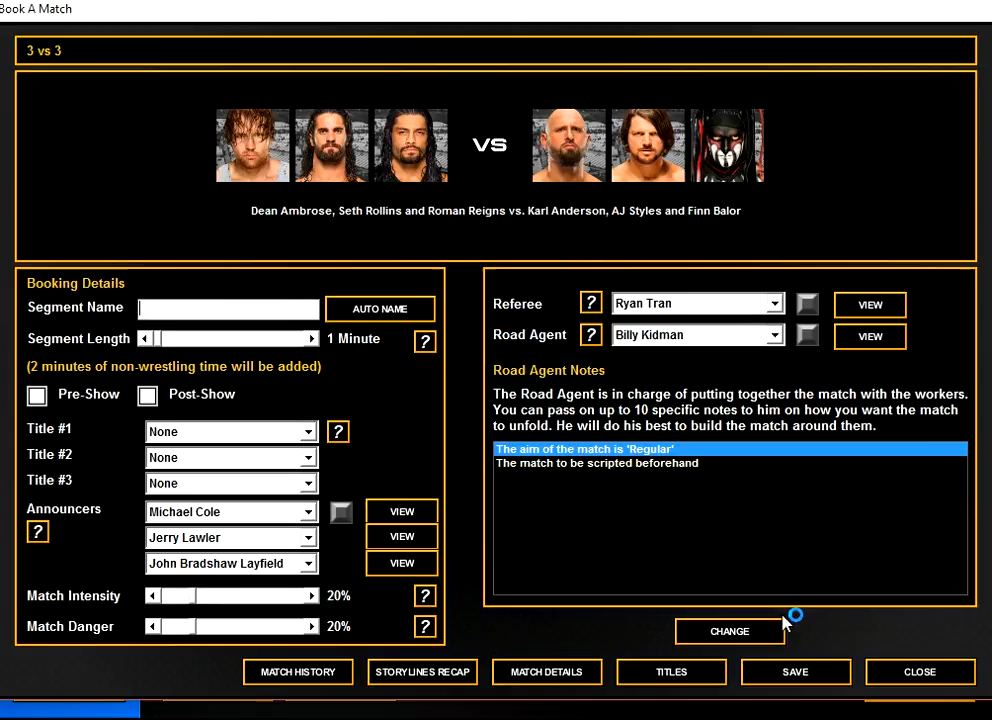 Book A Match
3 vs 3
VS
Dean Ambrose, Seth Rollins and Roman Reigns vs. Karl Anderson, AJ Styles and Finn Balor
Booking Details
Segment Name
AUTO NAME
Segment Length
1 Minute
?
(2 minutes of non-wrestling time will be added)
Pre-Show
Post-Show
Title #1
None
?
Title #2
None
Title #3
None
Announcers
Michael Cole
VIEW
?
Jerry Lawler
VIEW
John Bradshaw Layfield
VIEW
Match Intensity
20%
?
Match Danger
20%
?
Referee
?
Ryan Tran
VIEW
Road Agent
?
Billy Kidman
VIEW
Road Agent Notes
The Road Agent is in charge of putting together the match with the workers.
You can pass on up to 10 specific notes to him on how you want the match
to unfold. He will do his best to build the match around them.
The aim of the match is 'Regular'
The match to be scripted beforehand
CHANGE
MATCH HISTORY
STORYLINES RECAP
MATCH DETAILS
TITLES
SAVE
CLOSE